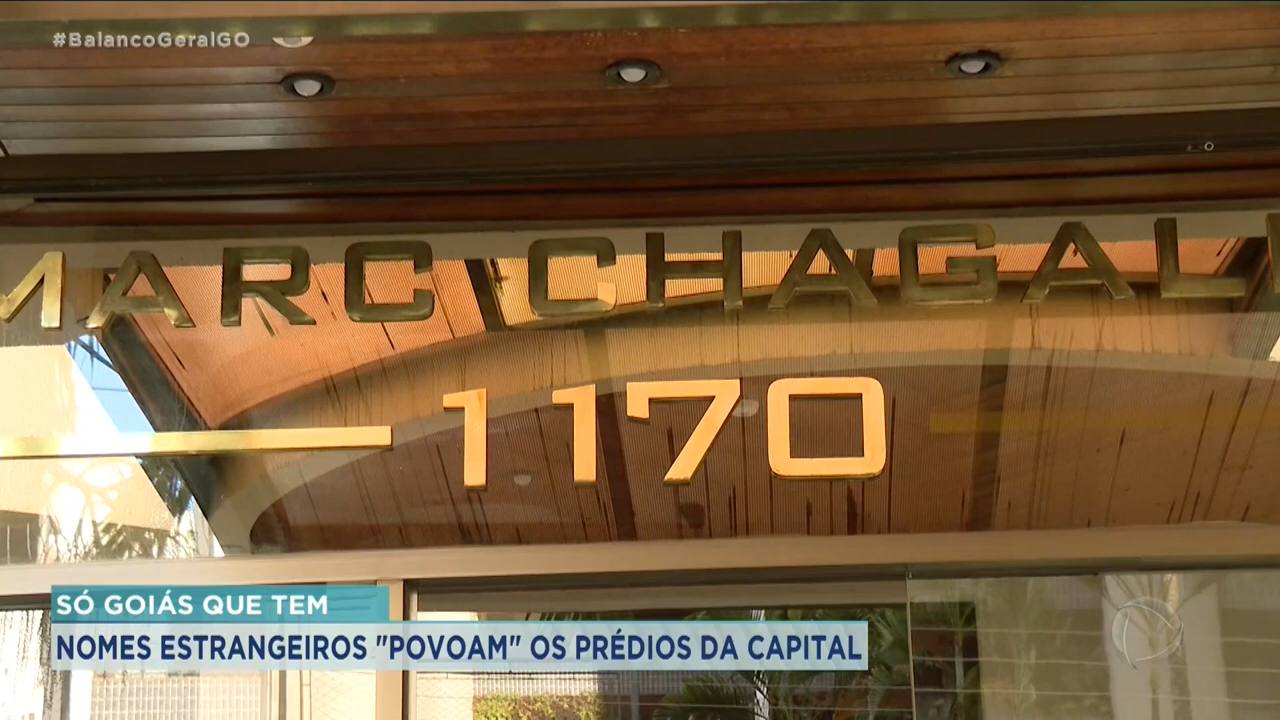 #BalancoGeralGO
MARC CHAGALL
1170
SÓ GOIÁS QUE TEM
NOMES ESTRANGEIROS "POVOAM" OS PRÉDIOS DA CAPITAL